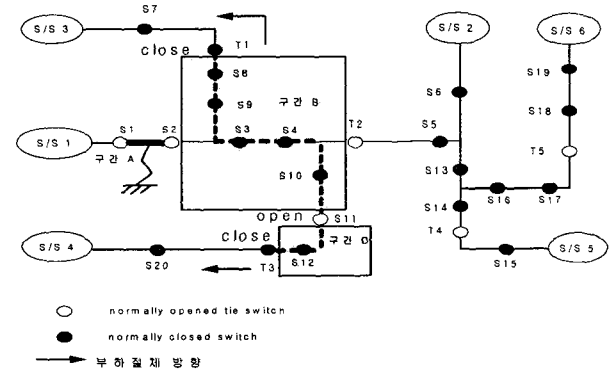 S7
S/S 3
close
T1
S/S 2
S/S 6
S8
S19
S9
구간 B
S6
S18
S1
S2
S3
S4
T2
S5
T5
S/S 1
구간 A
S10
S13
S16
S17
S14
open
S11
T4
close
구간
S/S 4
S/S 5
S20
T3
S12
S15
normally opened tie switch
normally closed switch
부하절체 방향